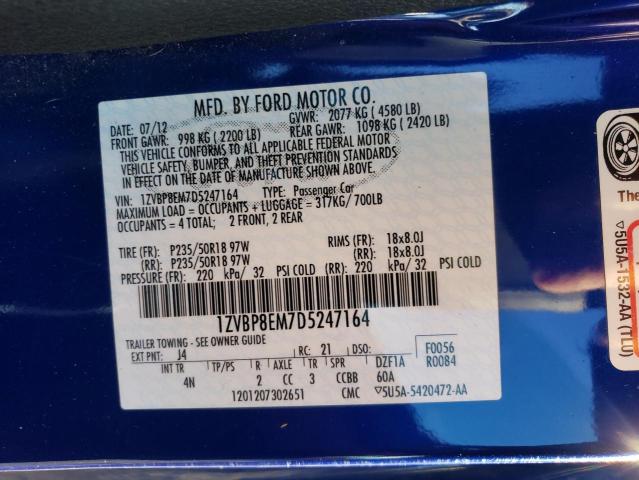 MFD. BY FORD MOTOR CO.
DATE: 07/12 GVWR: 2077 KG (4580 LB)
FRONT GAWR: 998 KG (2200 LB) REAR GAWR: 1098 KG (2420 LB)
THIS VEHICLE CONFORMS TO ALL APPLICABLE FEDERAL MOTOR
VEHICLE SAFETY, BUMPER, AND THEFT PREVENTION STANDARDS
IN EFFECT ON THE DATE OF MANUFACTURE SHOWN ABOVE.
VIN: 1ZVBP8EM7D5247164 TYPE: Passenger Car
MAXIMUM LOAD = OCCUPANTS + LUGGAGE = 317KG/700LB
OCCUPANTS = 4 TOTAL; 2 FRONT, 2 REAR
TIRE (FR): P235/50R18 97W RIMS (FR): 18x8.0J
(RR): P235/50R18 97W (RR): 18x8.0J
PRESSURE (FR): 220 kPa/ 32 PSI COLD (RR): 220 kPa/ 32 PSI COLD
1ZVBP8EM7D5247164
TRAILER TOWING - SEE OWNER GUIDE
EXT PNT: J4 RC: 21 DSO: F0056
R0084
TP/PS R AXLE TR SPR DZF1A
4N 2 CC 3 CCBB 60A
1201207302651 CMC ▽5U5A-5420472-AA
▽5U5A-1532-AA (TLU)